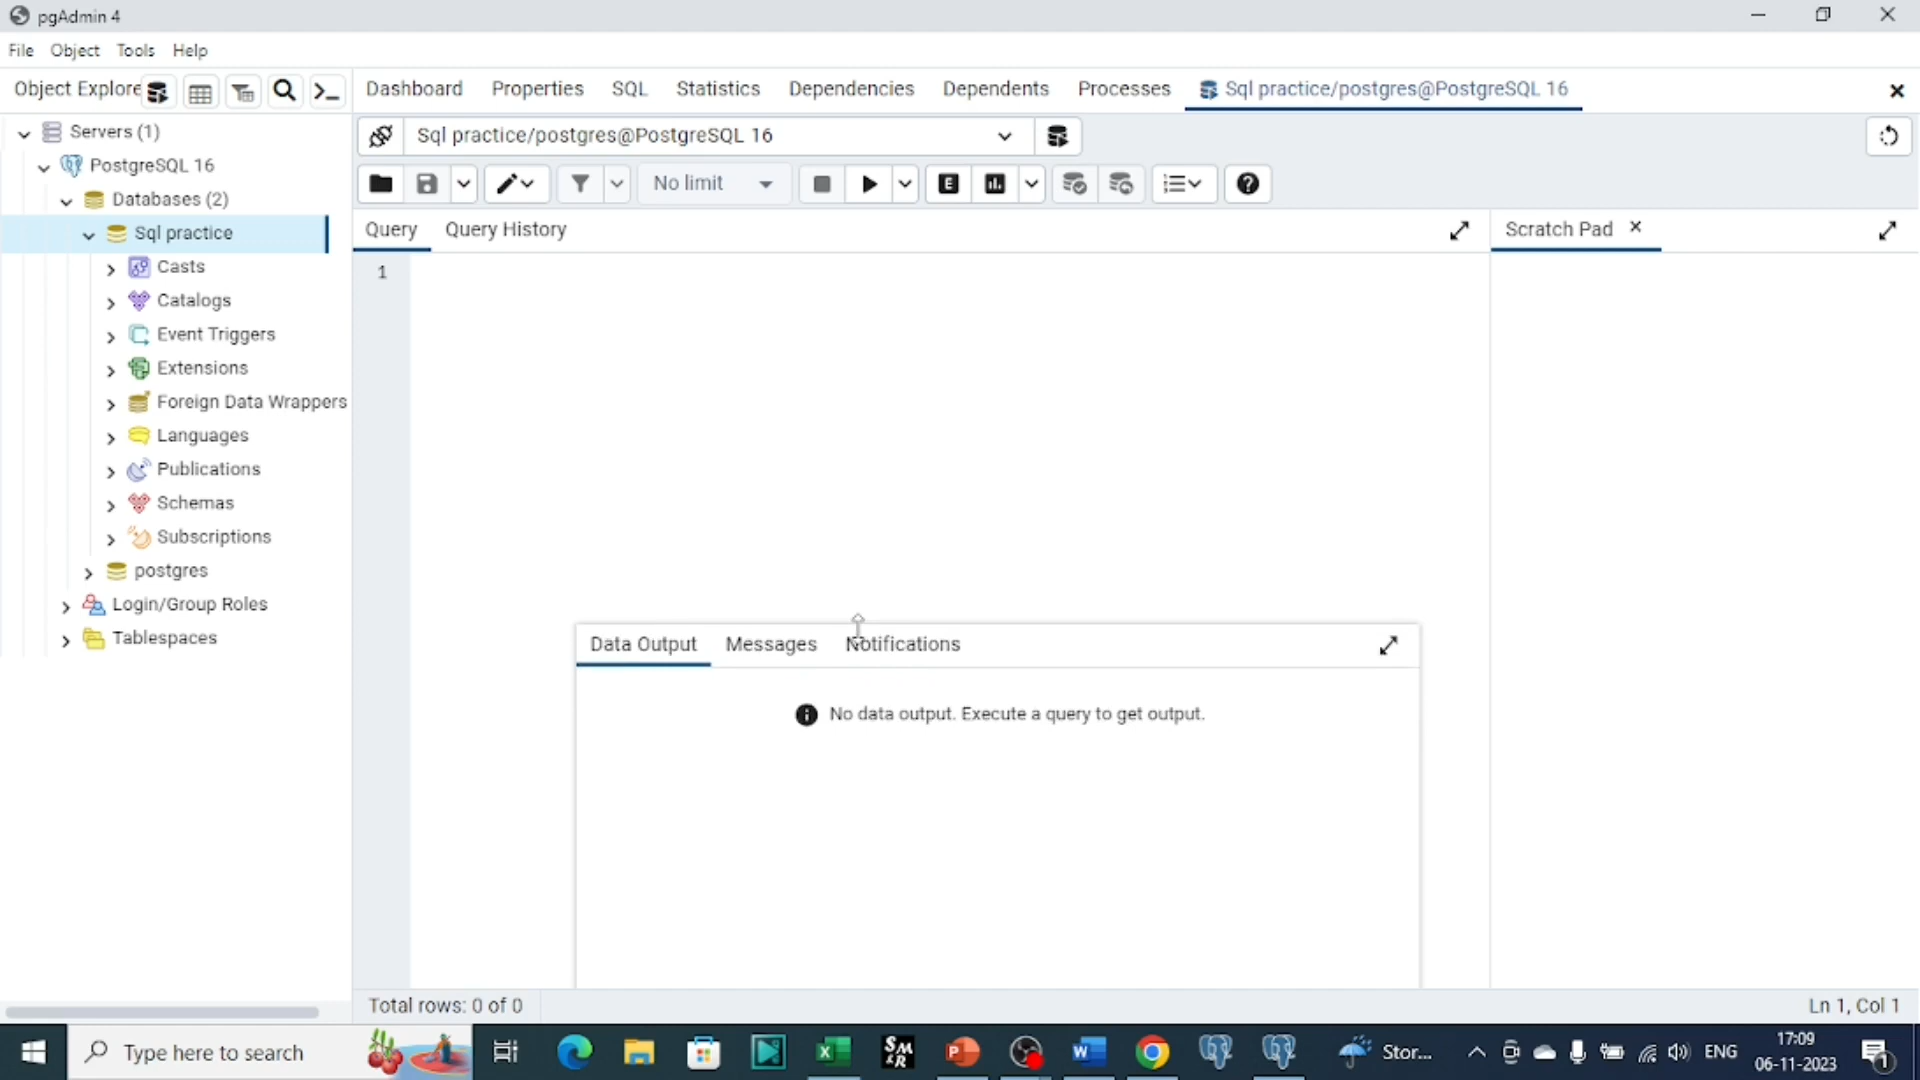 pgAdmin 4
File Object Tools Help
Object Explore
Dashboard Properties SQL Statistics Dependencies Dependents Processes Sql practice/postgres@PostgreSQL 16
Servers (1)
PostgreSQL 16
Databases (2)
Sql practice
Casts
Catalogs
Event Triggers
Extensions
Foreign Data Wrappers
Languages
Publications
Schemas
Subscriptions
postgres
Login/Group Roles
Tablespaces
Sql practice/postgres@PostgreSQL 16
No limit
E
Query Query History
Scratch Pad
1
Data Output Messages Notifications
No data output. Execute a query to get output.
Total rows: 0 of 0
Ln 1, Col 1
Type here to search
Stor...
ENG
17:09
06-11-2023
1